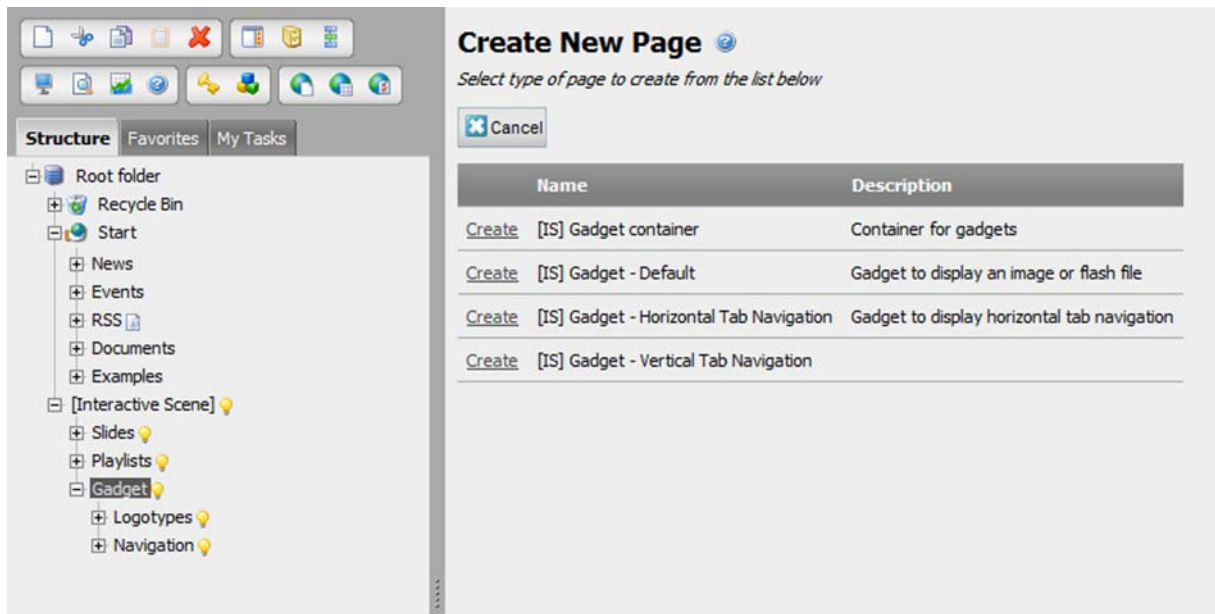 Structure Favorites My Tasks
Root folder
Recycle Bin
Start
News
Events
RSS
Documents
Examples
[Interactive Scene]
Slides
Playlists
Gadget
Logotypes
Navigation
Create New Page
Select type of page to create from the list below
Cancel
Name Description
Create [IS] Gadget container Container for gadgets
Create [IS] Gadget - Default Gadget to display an image or flash file
Create [IS] Gadget - Horizontal Tab Navigation Gadget to display horizontal tab navigation
Create [IS] Gadget - Vertical Tab Navigation